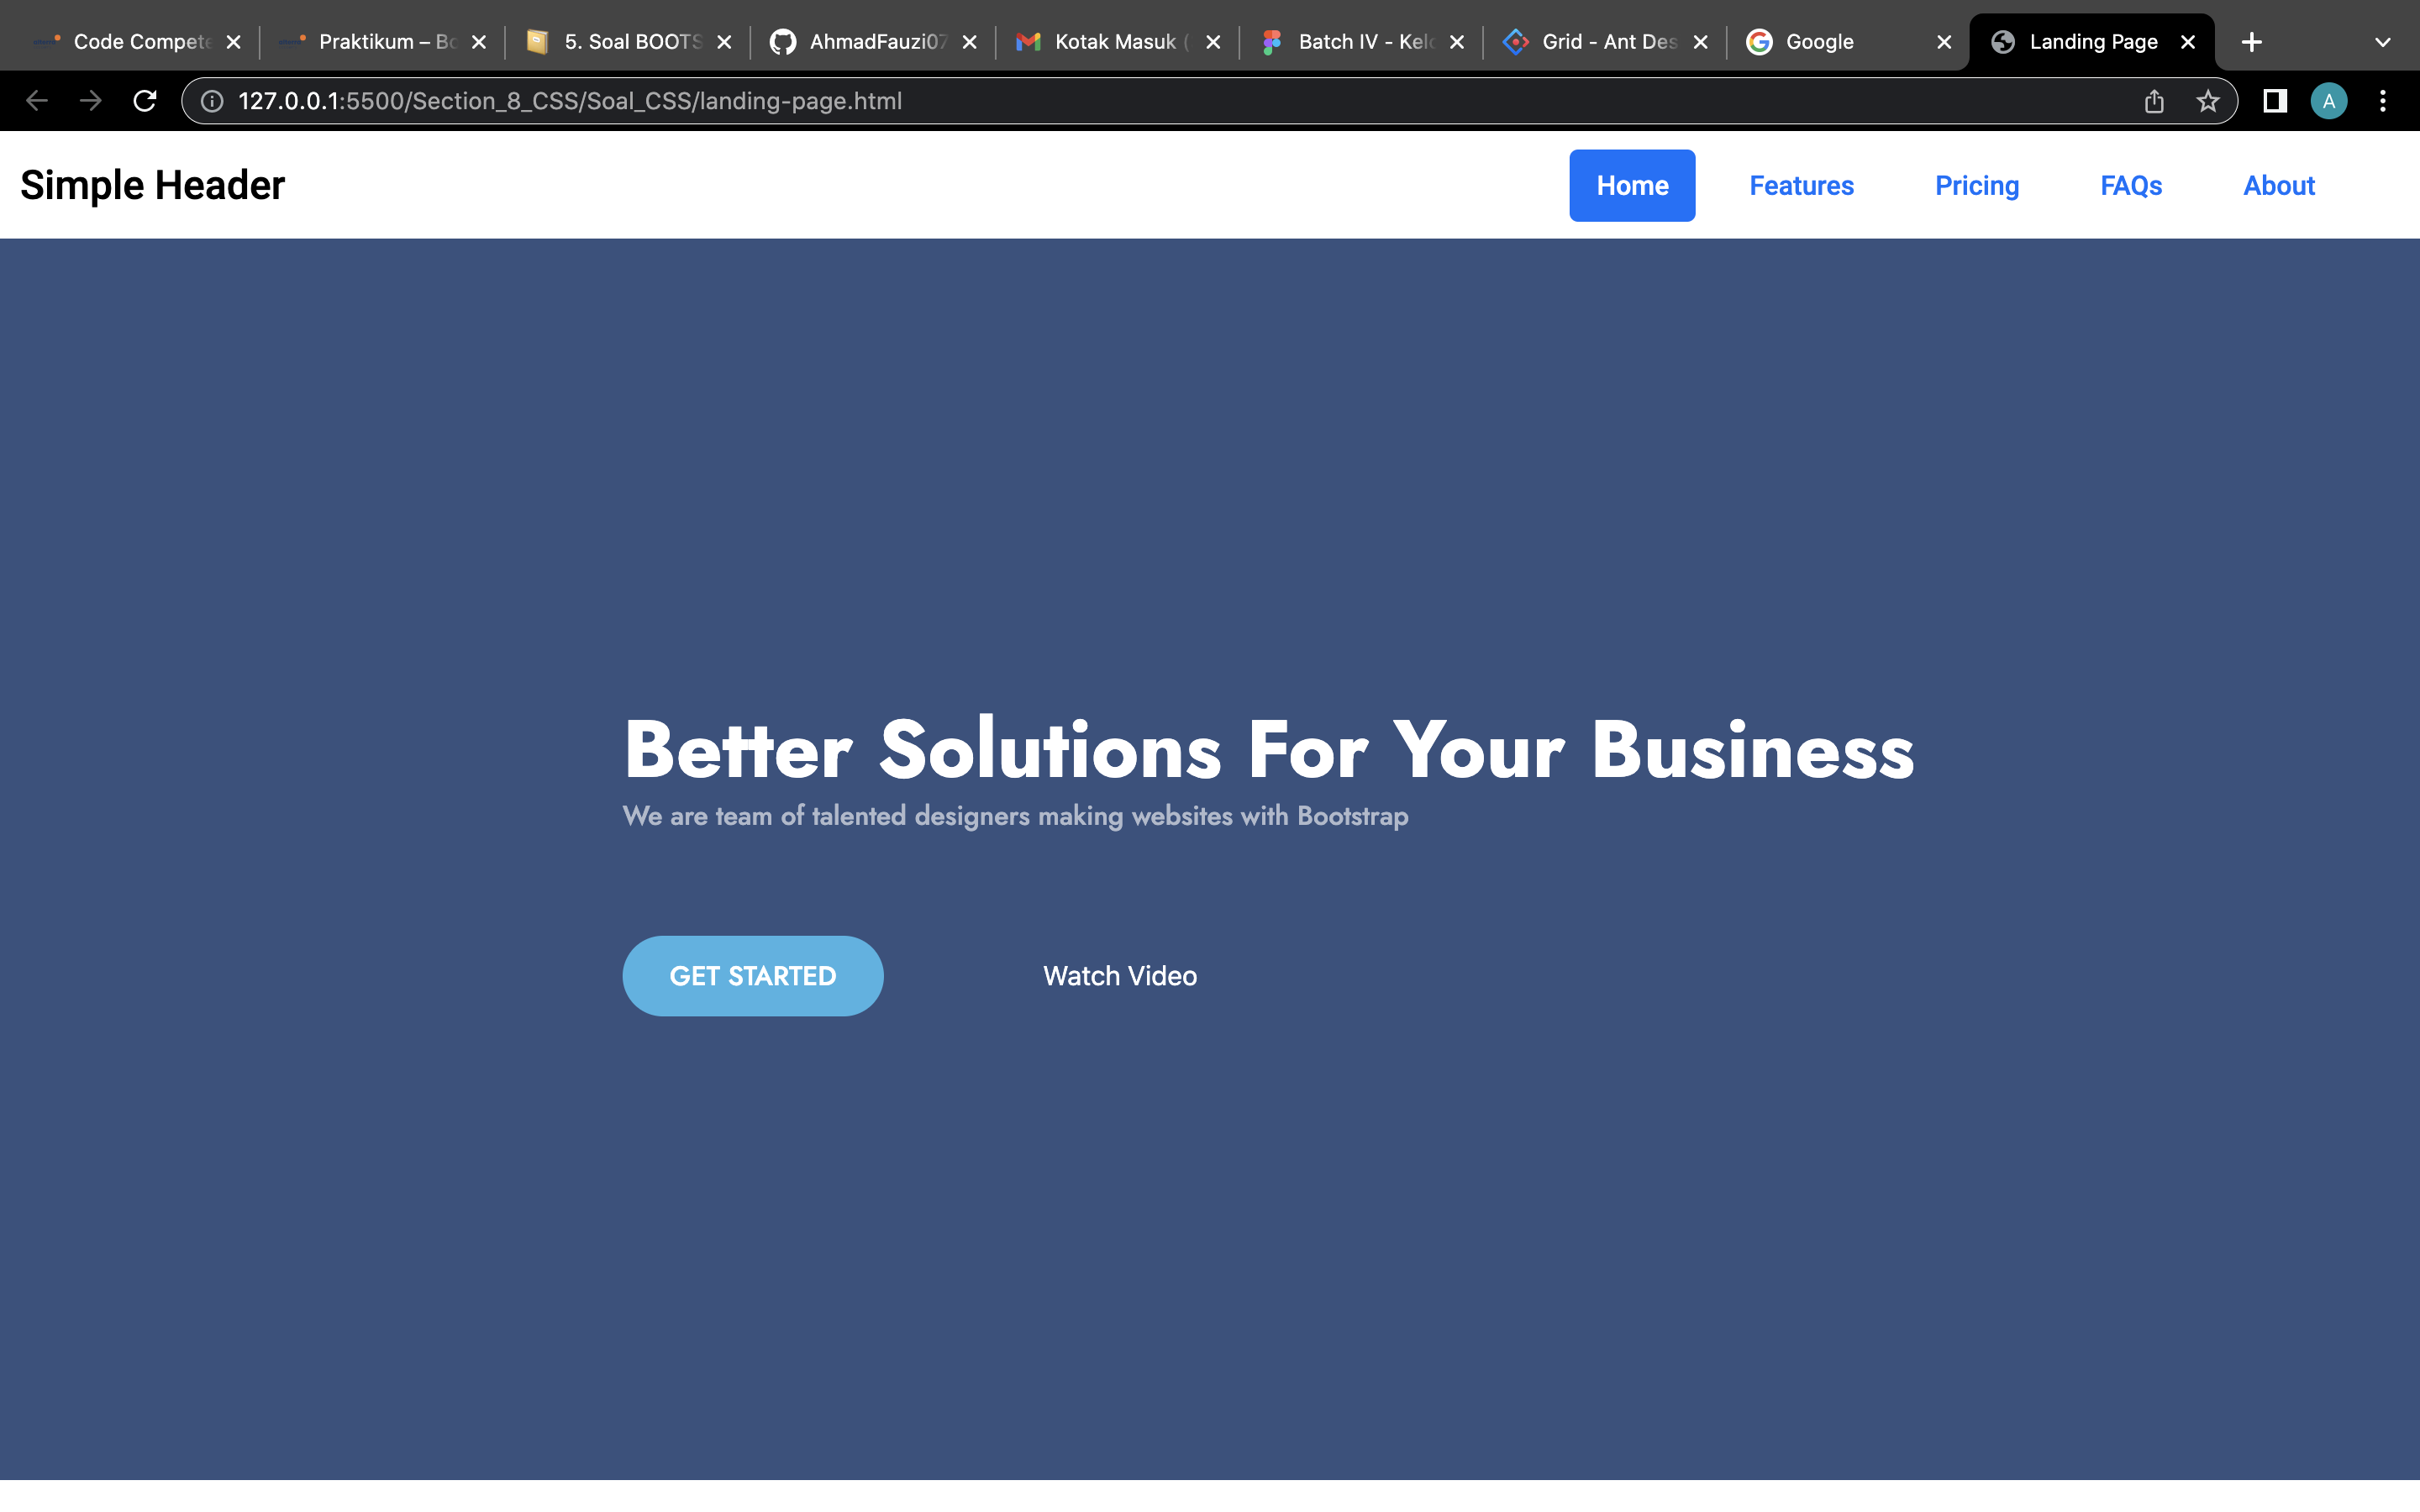 Code Compete
Praktikum – Bo
5. Soal BOOTS
AhmadFauzi07
Kotak Masuk (
Batch IV - Kelo
Grid - Ant Des
Google
Landing Page
127.0.0.1:5500/Section_8_CSS/Soal_CSS/landing-page.html
A
Simple Header
Home
Features
Pricing
FAQs
About
Better Solutions For Your Business
We are team of talented designers making websites with Bootstrap
GET STARTED
Watch Video